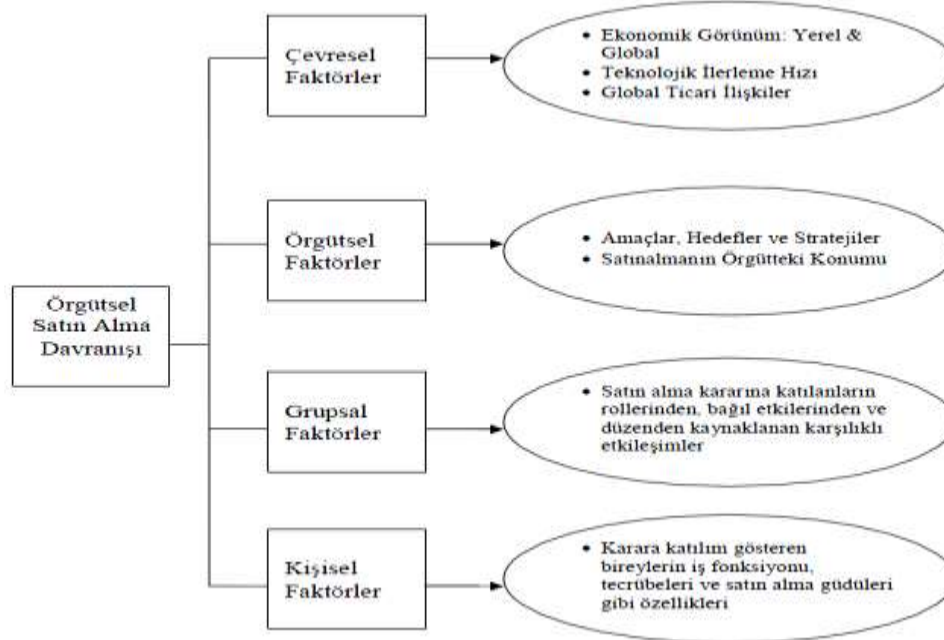 Çevresel
Faktörler
• Ekonomik Görünüm: Yerel &
Global
• Teknolojik İlerleme Hızı
• Global Ticari İlişkiler
Örgütsel
Faktörler
• Amaçlar, Hedefler ve Stratejiler
• Satınalmanın Örgütteki Konumu
Örgütsel
Satın Alma
Davranışı
Grupsal
Faktörler
• Satın alma kararına katılanların
rollerinden, bağıl etkilerinden ve
düzenden kaynaklanan karşılıklı
etkileşimler
Kişisel
Faktörler
• Karara katılım gösteren
bireylerin iş fonksiyonu,
tecrübeleri ve satın alma güdüleri
gibi özellikleri